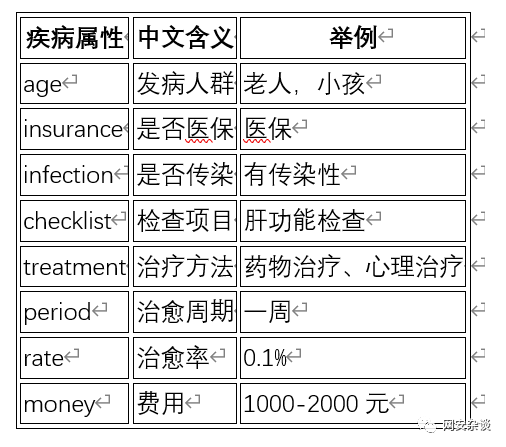 疾病属性 中文含义 举例
age 发病人群 老人，小孩
insurance 是否医保 医保
infection 是否传染 有传染性
checklist 检查项目 肝功能检查
treatment 治疗方法 药物治疗、心理治疗
period 治愈周期 一周
rate 治愈率 0.1%
money 费用 1000-2000 元
网安杂谈